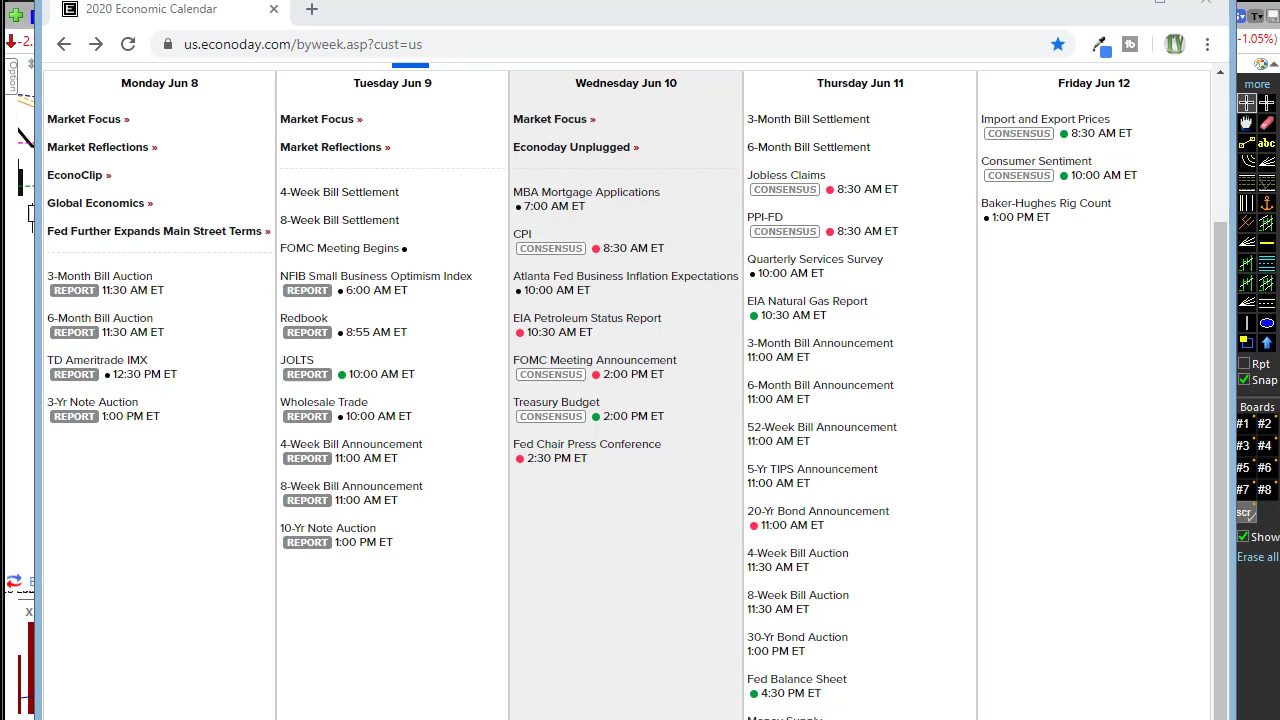 2020 Economic Calendar
us.econoday.com/byweek.asp?cust=us
-2.
-1.05%)
Option
Monday Jun 8
Market Focus »
Market Reflections »
EconoClip »
Global Economics »
Fed Further Expands Main Street Terms »
3-Month Bill Auction
REPORT 11:30 AM ET
6-Month Bill Auction
REPORT 11:30 AM ET
TD Ameritrade IMX
REPORT 12:30 PM ET
3-Yr Note Auction
REPORT 1:00 PM ET
Tuesday Jun 9
Market Focus »
Market Reflections »
4-Week Bill Settlement
8-Week Bill Settlement
FOMC Meeting Begins
NFIB Small Business Optimism Index
REPORT 6:00 AM ET
Redbook
REPORT 8:55 AM ET
JOLTS
REPORT 10:00 AM ET
Wholesale Trade
REPORT 10:00 AM ET
4-Week Bill Announcement
REPORT 11:00 AM ET
8-Week Bill Announcement
REPORT 11:00 AM ET
10-Yr Note Auction
REPORT 1:00 PM ET
Wednesday Jun 10
Market Focus »
Economy Unplugged »
MBA Mortgage Applications
7:00 AM ET
CPI
CONSENSUS 8:30 AM ET
Atlanta Fed Business Inflation Expectations
10:00 AM ET
EIA Petroleum Status Report
10:30 AM ET
FOMC Meeting Announcement
CONSENSUS 2:00 PM ET
Treasury Budget
CONSENSUS 2:00 PM ET
Fed Chair Press Conference
2:30 PM ET
Thursday Jun 11
3-Month Bill Settlement
6-Month Bill Settlement
Jobless Claims
CONSENSUS 8:30 AM ET
PPI-FD
CONSENSUS 8:30 AM ET
Quarterly Services Survey
10:00 AM ET
EIA Natural Gas Report
10:30 AM ET
3-Month Bill Announcement
11:00 AM ET
6-Month Bill Announcement
11:00 AM ET
52-Week Bill Announcement
11:00 AM ET
5-Yr TIPS Announcement
11:00 AM ET
20-Yr Bond Announcement
11:00 AM ET
4-Week Bill Auction
11:30 AM ET
8-Week Bill Auction
11:30 AM ET
30-Yr Bond Auction
1:00 PM ET
Fed Balance Sheet
4:30 PM ET
Money Supply
Friday Jun 12
Import and Export Prices
CONSENSUS 8:30 AM ET
Consumer Sentiment
CONSENSUS 10:00 AM ET
Baker-Hughes Rig Count
1:00 PM ET
more
abc
Rpt
Snap
Boards
#1 #2
#3 #4
#5 #6
#7 #8
scr
Show
Erase all